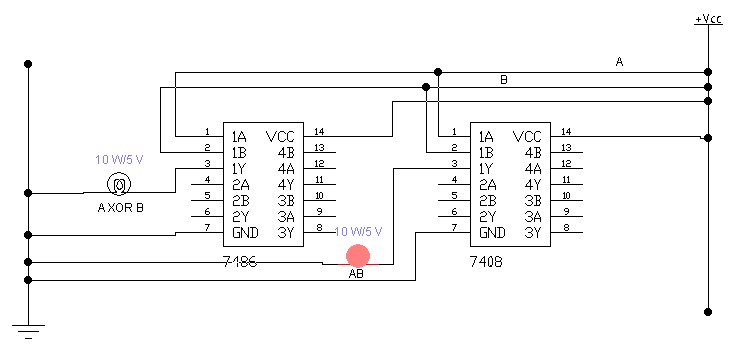 +Vcc
A
B
10 W/5 V
A XOR B
1 1A VCC 14
2 1B 4B 13
3 1Y 4A 12
4 2A 4Y 11
5 2B 3B 10
6 2Y 3A 9
7 GND 3Y 8
7486
10 W/5 V
AB
1 1A VCC 14
2 1B 4B 13
3 1Y 4A 12
4 2A 4Y 11
5 2B 3B 10
6 2Y 3A 9
7 GND 3Y 8
7408